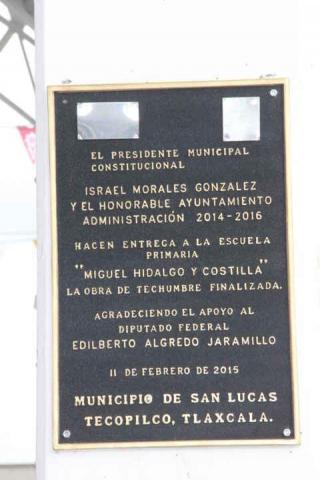 EL PRESIDENTE MUNICIPAL
CONSTITUCIONAL
ISRAEL MORALES GONZALEZ
Y EL HONORABLE AYUNTAMIENTO
ADMINISTRACIÓN 2014-2016
HACEN ENTREGA A LA ESCUELA
PRIMARIA
"MIGUEL HIDALGO Y COSTILLA"
LA OBRA DE TECHUMBRE FINALIZADA.
AGRADECIENDO EL APOYO AL
DIPUTADO FEDERAL
EDILBERTO ALGREDO JARAMILLO
11 DE FEBRERO DE 2015
MUNICIPIO DE SAN LUCAS
TECOPILCO, TLAXCALA.